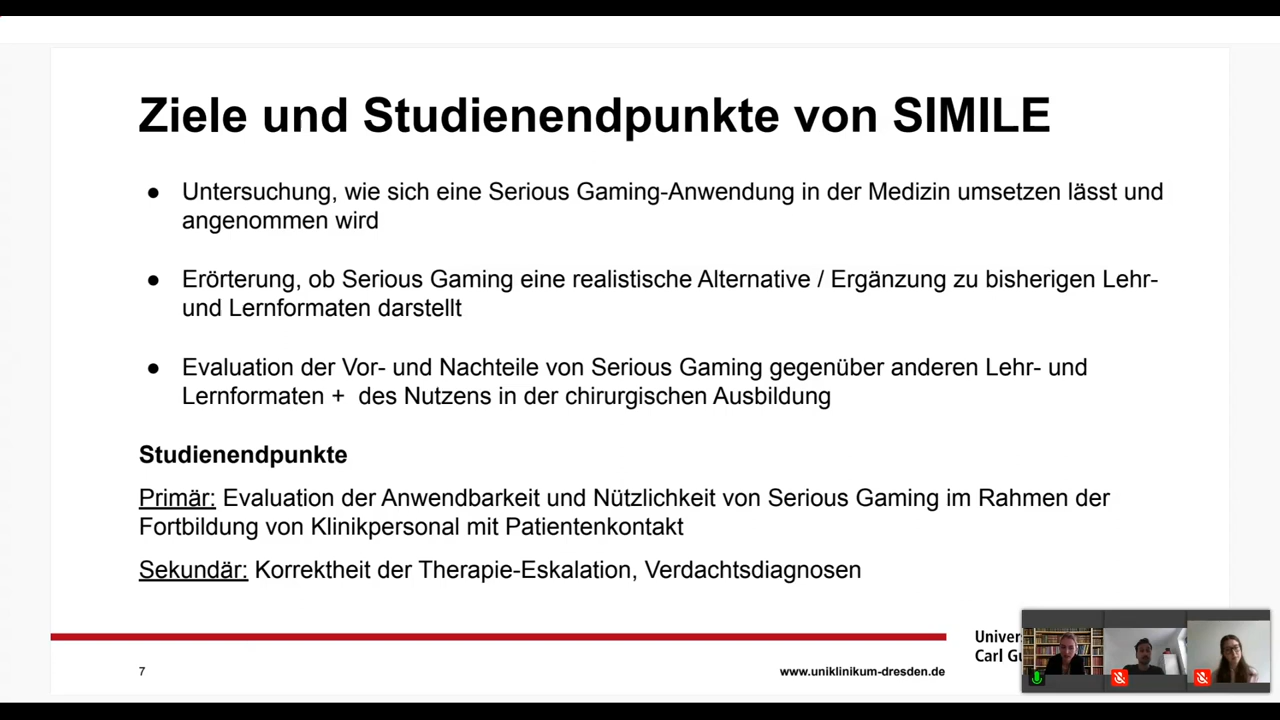 Ziele und Studienendpunkte von SIMILE
● Untersuchung, wie sich eine Serious Gaming-Anwendung in der Medizin umsetzen lässt und
angenommen wird
● Erörterung, ob Serious Gaming eine realistische Alternative / Ergänzung zu bisherigen Lehr-
und Lernformaten darstellt
● Evaluation der Vor- und Nachteile von Serious Gaming gegenüber anderen Lehr- und
Lernformaten + des Nutzens in der chirurgischen Ausbildung
Studienendpunkte
Primär: Evaluation der Anwendbarkeit und Nützlichkeit von Serious Gaming im Rahmen der
Fortbildung von Klinikpersonal mit Patientenkontakt
Sekundär: Korrektheit der Therapie-Eskalation, Verdachtsdiagnosen
7
www.uniklinikum-dresden.de
Carl